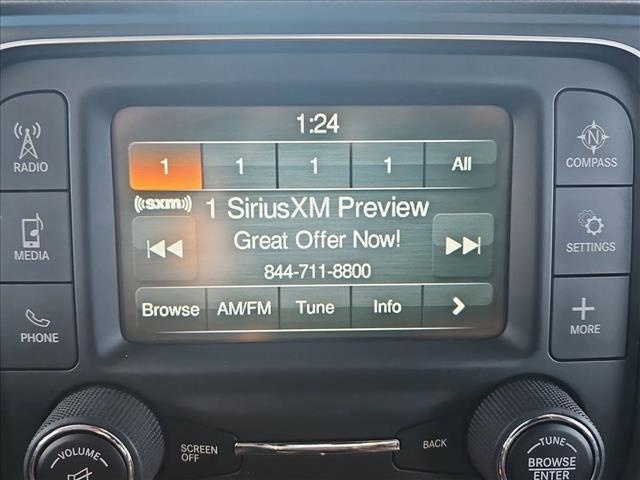 1:24
1 1 1 1 All
((sxm)) 1 SiriusXM Preview
Great Offer Now!
844-711-8800
Browse AM/FM Tune Info >
RADIO
MEDIA
PHONE
N
COMPASS
SETTINGS
+
MORE
VOLUME
SCREEN
OFF
BACK
TUNE
BROWSE
ENTER